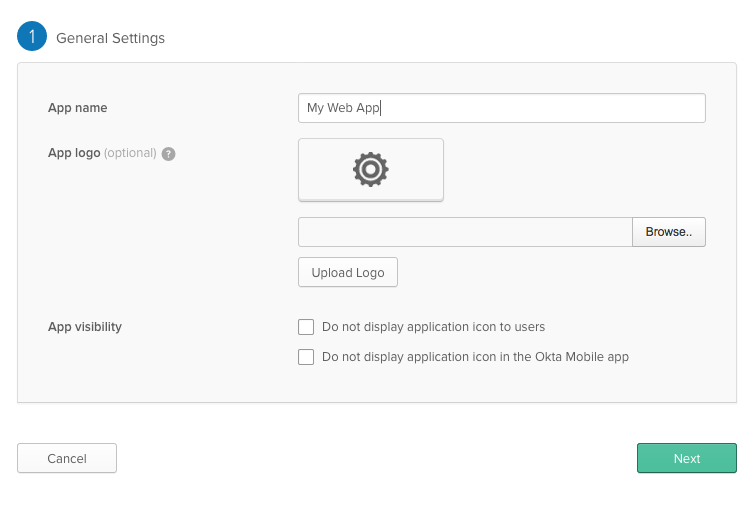 1 General Settings
App name My Web App
App logo (optional) ?
Browse..
Upload Logo
App visibility Do not display application icon to users
Do not display application icon in the Okta Mobile app
Cancel Next